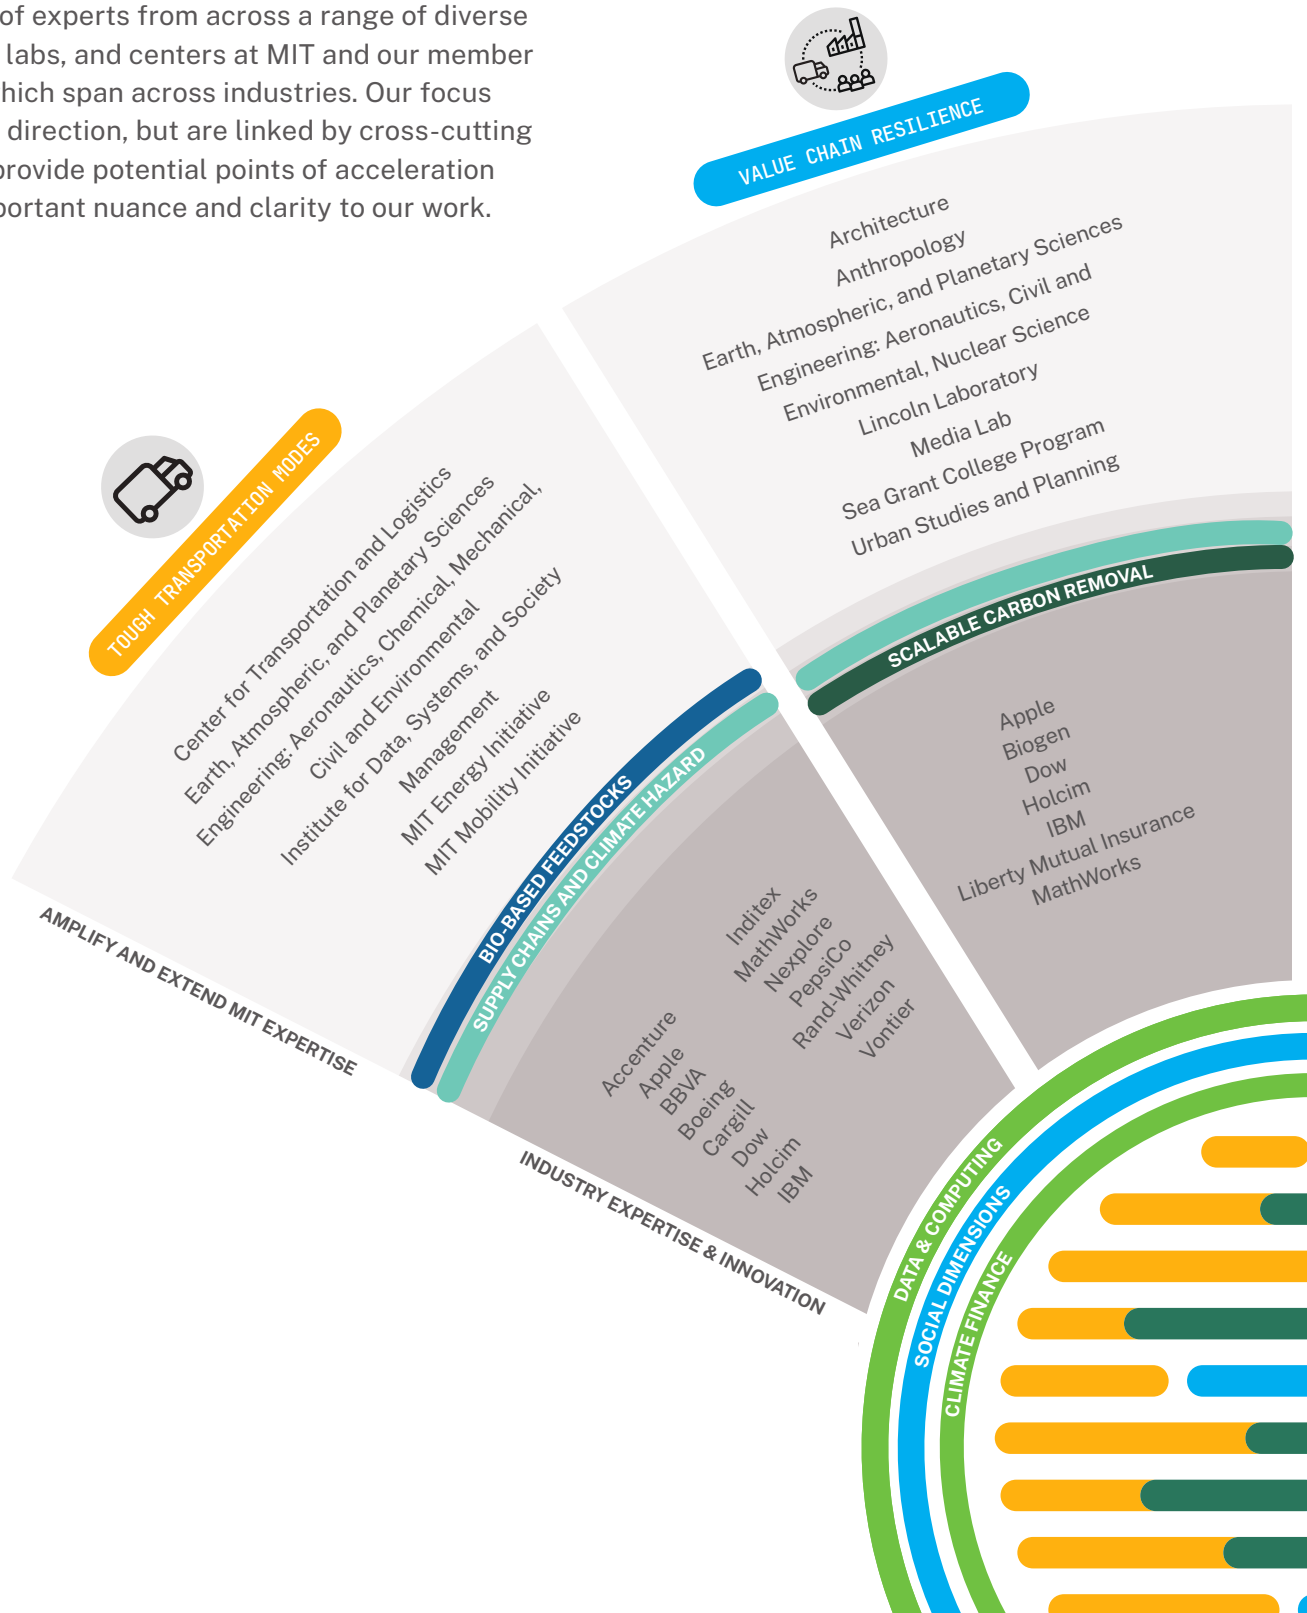 of experts from across a range of diverse
labs, and centers at MIT and our member
hich span across industries. Our focus
direction, but are linked by cross-cutting
provide potential points of acceleration
portant nuance and clarity to our work.
VALUE CHAIN RESILIENCE
Architecture
Anthropology
Earth, Atmospheric, and Planetary Sciences
Engineering: Aeronautics, Civil and
Environmental, Nuclear Science
Lincoln Laboratory
Media Lab
Sea Grant College Program
Urban Studies and Planning
SCALABLE CARBON REMOVAL
Apple
Biogen
Dow
Holcim
IBM
Liberty Mutual Insurance
MathWorks
TOUGH TRANSPORTATION MODES
Center for Transportation and Logistics
Earth, Atmospheric, and Planetary Sciences
Engineering: Aeronautics, Chemical, Mechanical,
Civil and Environmental
Institute for Data, Systems, and Society
Management
MIT Energy Initiative
MIT Mobility Initiative
BIO-BASED FEEDSTOCKS
SUPPLY CHAINS AND CLIMATE HAZARD
Accenture
Apple
BBVA
Boeing
Cargill
Dow
Holcim
IBM
Inditex
MathWorks
Nexplore
PepsiCo
Rand-Whitney
Verizon
Vontier
AMPLIFY AND EXTEND MIT EXPERTISE
INDUSTRY EXPERTISE & INNOVATION
DATA & COMPUTING
SOCIAL DIMENSIONS
CLIMATE FINANCE